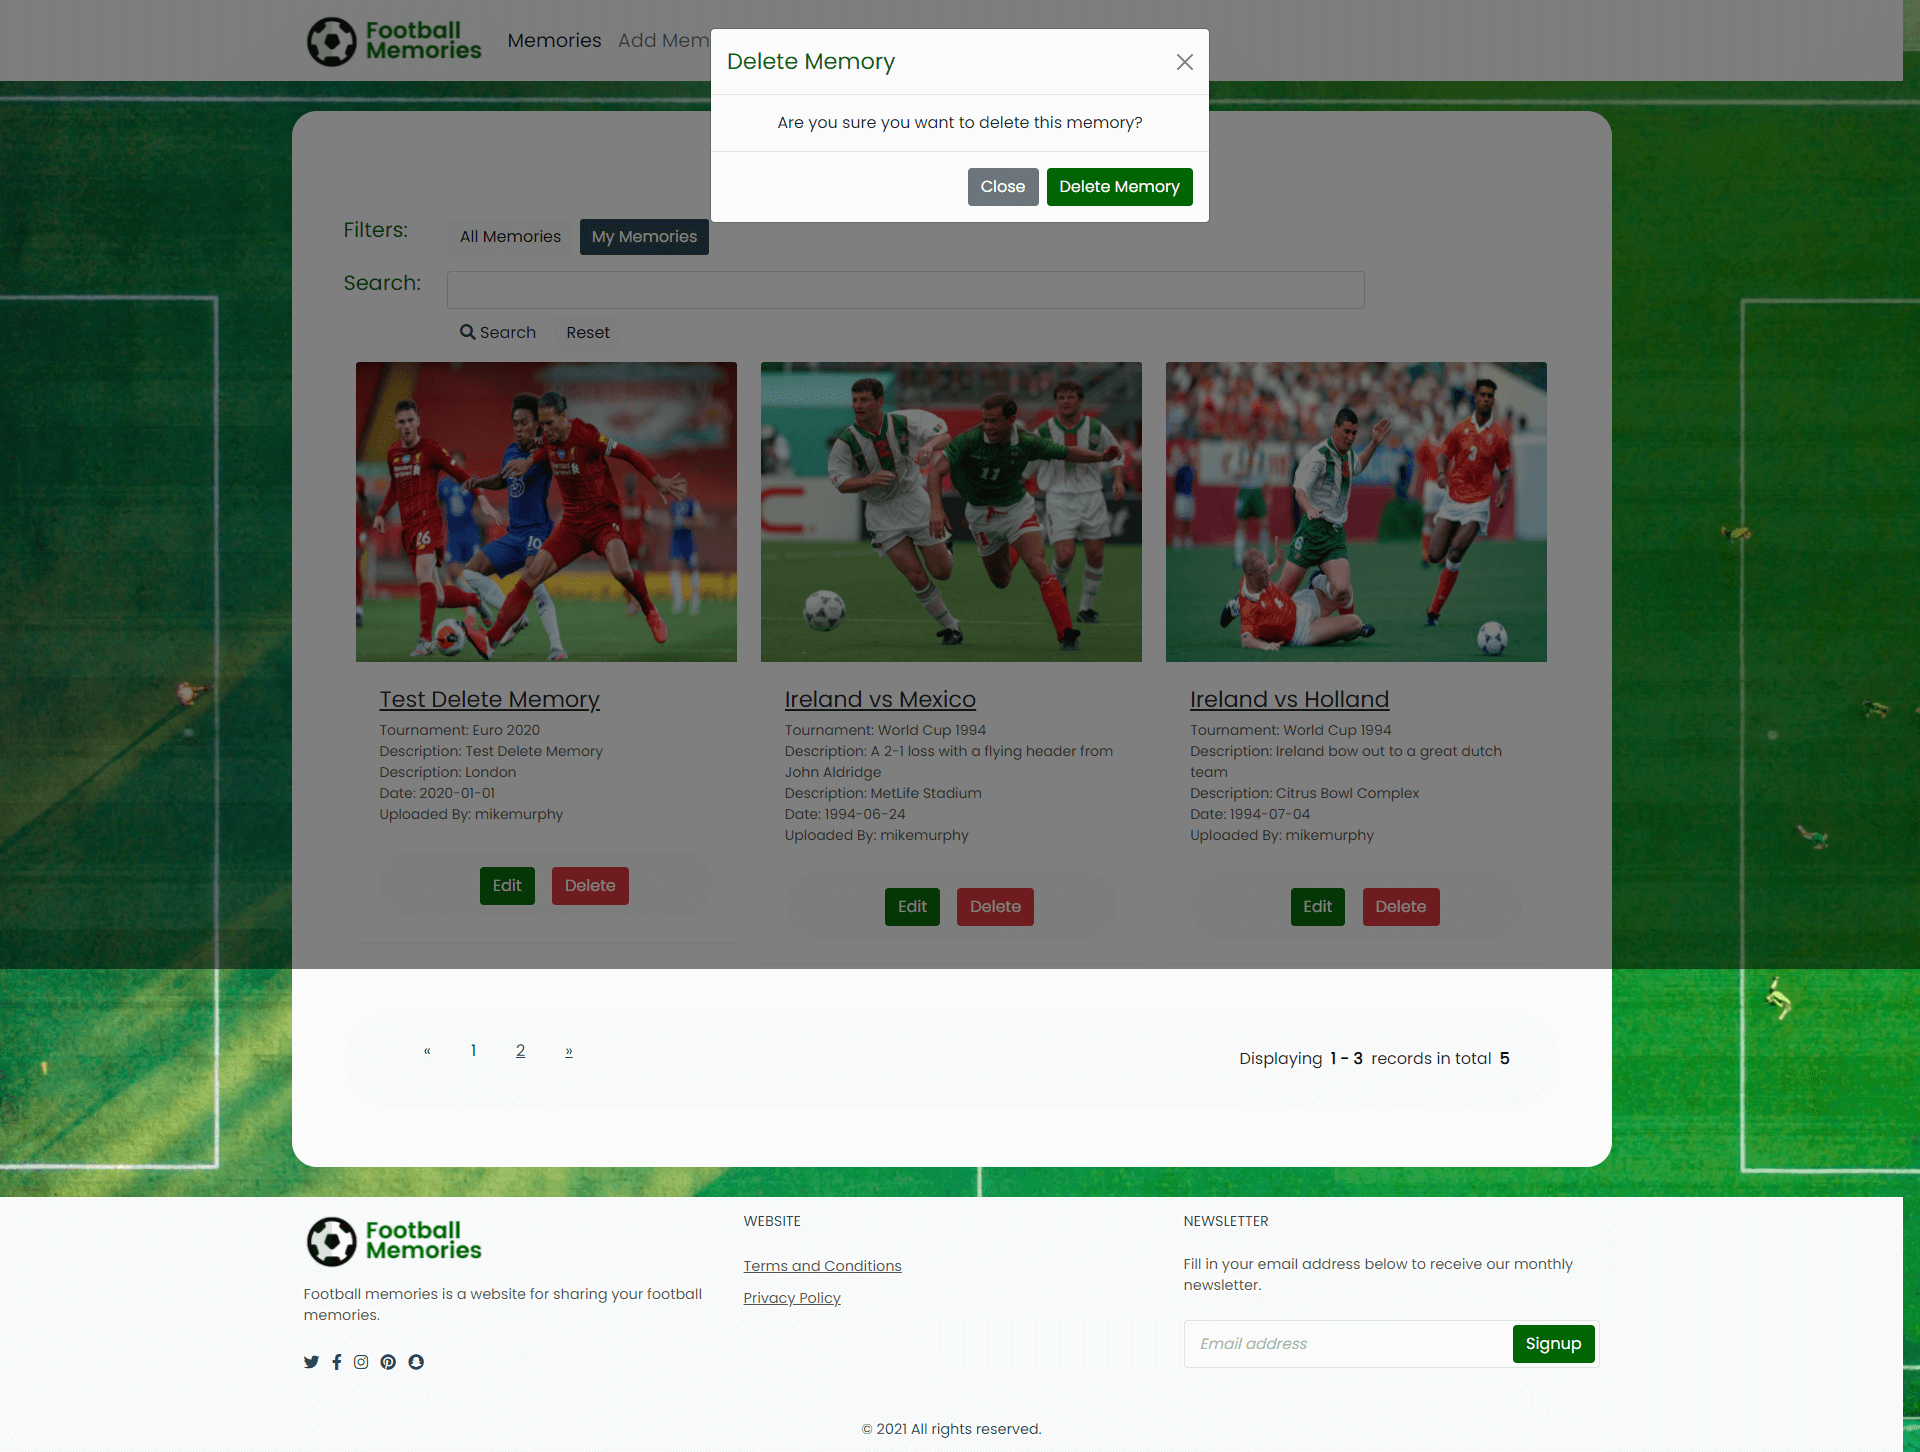 Football
Memories
Memories Add Mem
Delete Memory
Are you sure you want to delete this memory?
Close Delete Memory
Filters: All Memories My Memories
Search:
Search Reset
26
10
11
6
3
Test Delete Memory
Tournament: Euro 2020
Description: Test Delete Memory
Description: London
Date: 2020-01-01
Uploaded By: mikemurphy
Edit Delete
Ireland vs Mexico
Tournament: World Cup 1994
Description: A 2-1 loss with a flying header from
John Aldridge
Description: MetLife Stadium
Date: 1994-06-24
Uploaded By: mikemurphy
Edit Delete
Ireland vs Holland
Tournament: World Cup 1994
Description: Ireland bow out to a great dutch
team
Description: Citrus Bowl Complex
Date: 1994-07-04
Uploaded By: mikemurphy
Edit Delete
« 1 2 »
Displaying 1 - 3 records in total 5
Football
Memories
Football memories is a website for sharing your football
memories.
WEBSITE
Terms and Conditions
Privacy Policy
NEWSLETTER
Fill in your email address below to receive our monthly
newsletter.
Email address Signup
© 2021 All rights reserved.